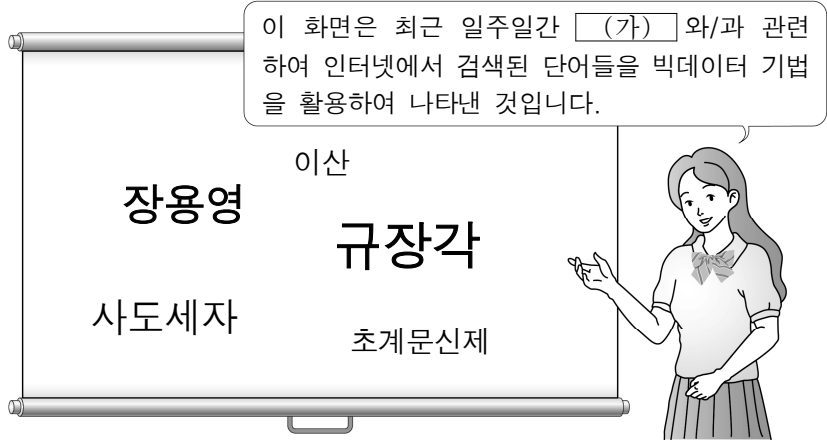 이 화면은 최근 일주일간 (가) 와/과 관련
하여 인터넷에서 검색된 단어들을 빅데이터 기법
을 활용하여 나타낸 것입니다.
이산
장용영
규장각
사도세자
초계문신제